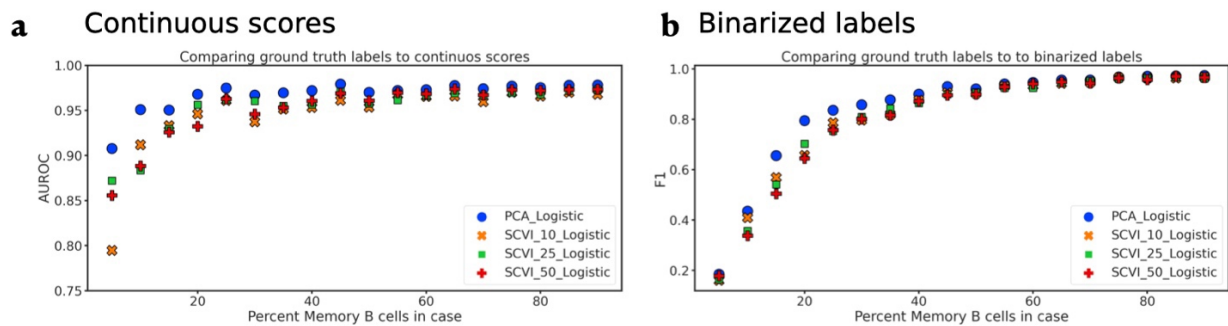 a Continuous scores
Comparing ground truth labels to continuos scores
1.00
0.95
0.90
0.85
0.80
0.75
AUROC
20 40 60 80
Percent Memory B cells in case
PCA_Logistic
SCVI_10_Logistic
SCVI_25_Logistic
SCVI_50_Logistic
b Binarized labels
Comparing ground truth labels to to binarized labels
1.0
0.8
0.6
0.4
0.2
F1
20 40 60 80
Percent Memory B cells in case
PCA_Logistic
SCVI_10_Logistic
SCVI_25_Logistic
SCVI_50_Logistic